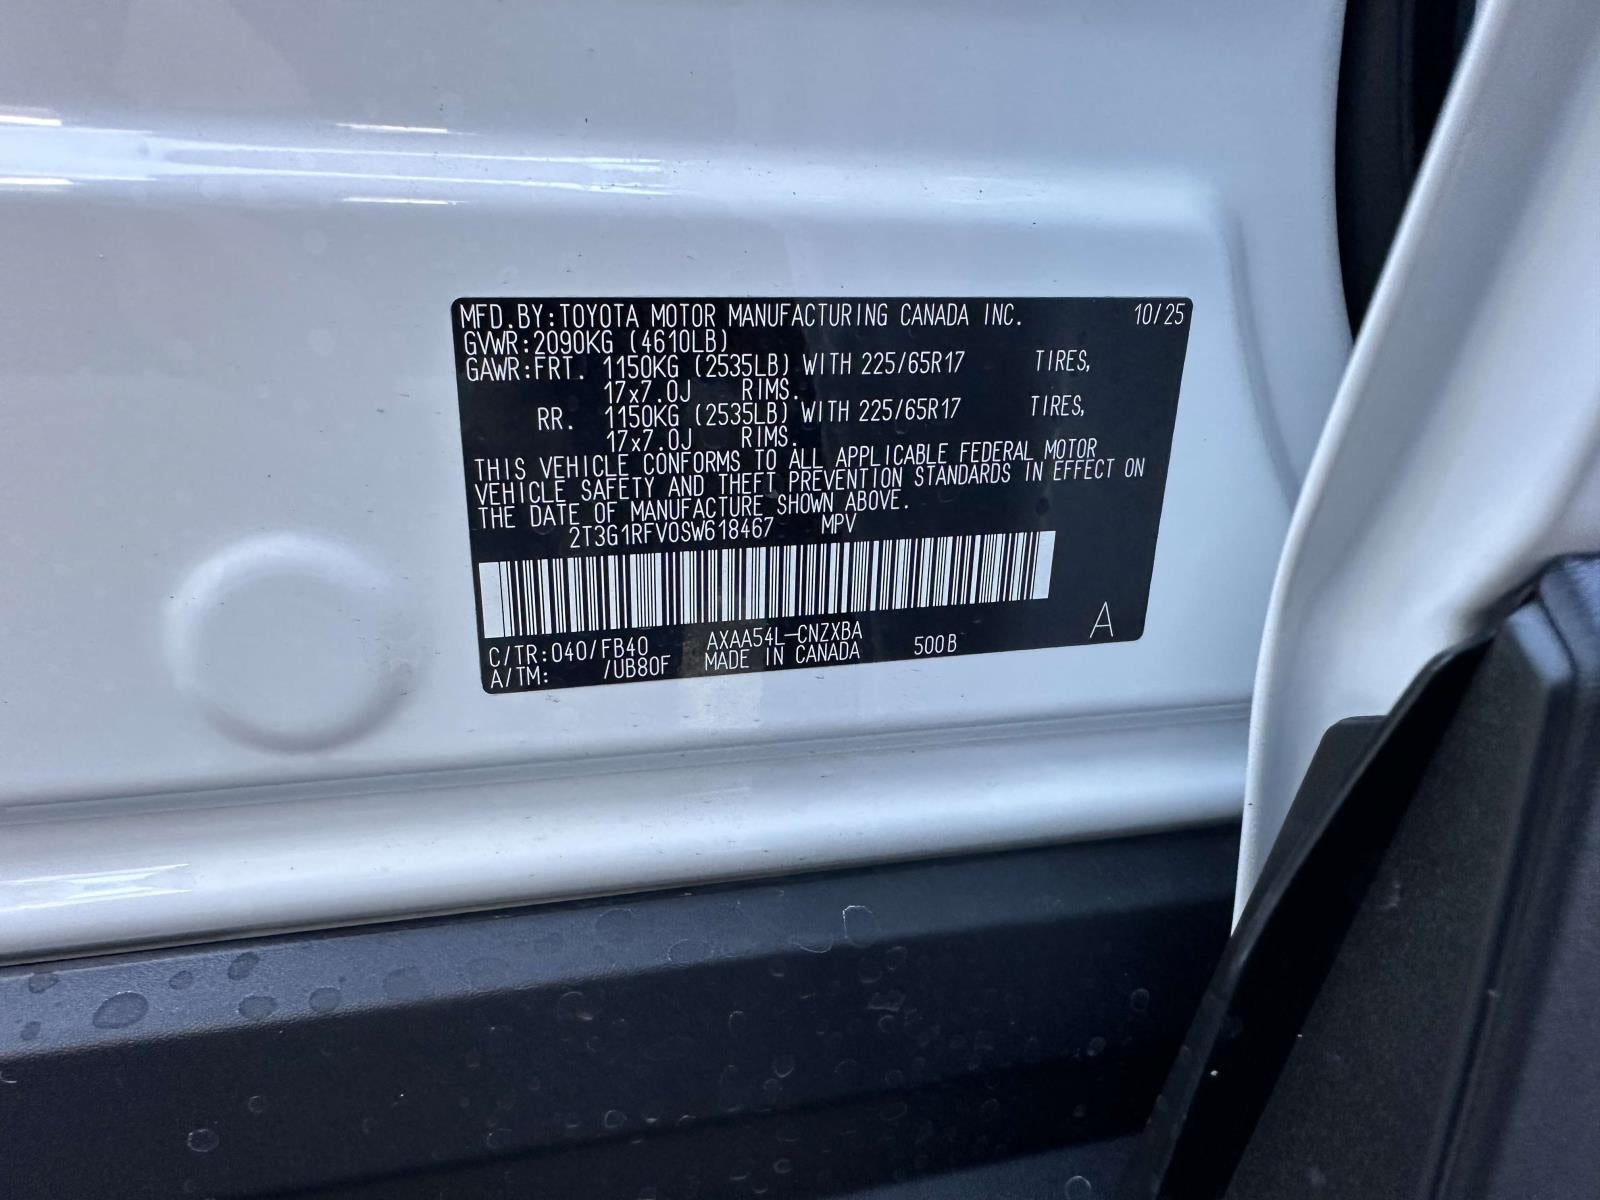 MFD.BY:TOYOTA MOTOR MANUFACTURING CANADA INC. 10/25
GVWR:2090KG (4610LB)
GAWR:FRT. 1150KG (2535LB) WITH 225/65R17 TIRES,
17x7.0J RIMS.
RR. 1150KG (2535LB) WITH 225/65R17 TIRES,
17x7.0J RIMS.
THIS VEHICLE CONFORMS TO ALL APPLICABLE FEDERAL MOTOR
VEHICLE SAFETY AND THEFT PREVENTION STANDARDS IN EFFECT ON
THE DATE OF MANUFACTURE SHOWN ABOVE.
2T3G1RFV0SW618467 MPV
C/TR:040/FB40 AXAA54L-CNZXBA 500B A
A/TM: /UB80F MADE IN CANADA